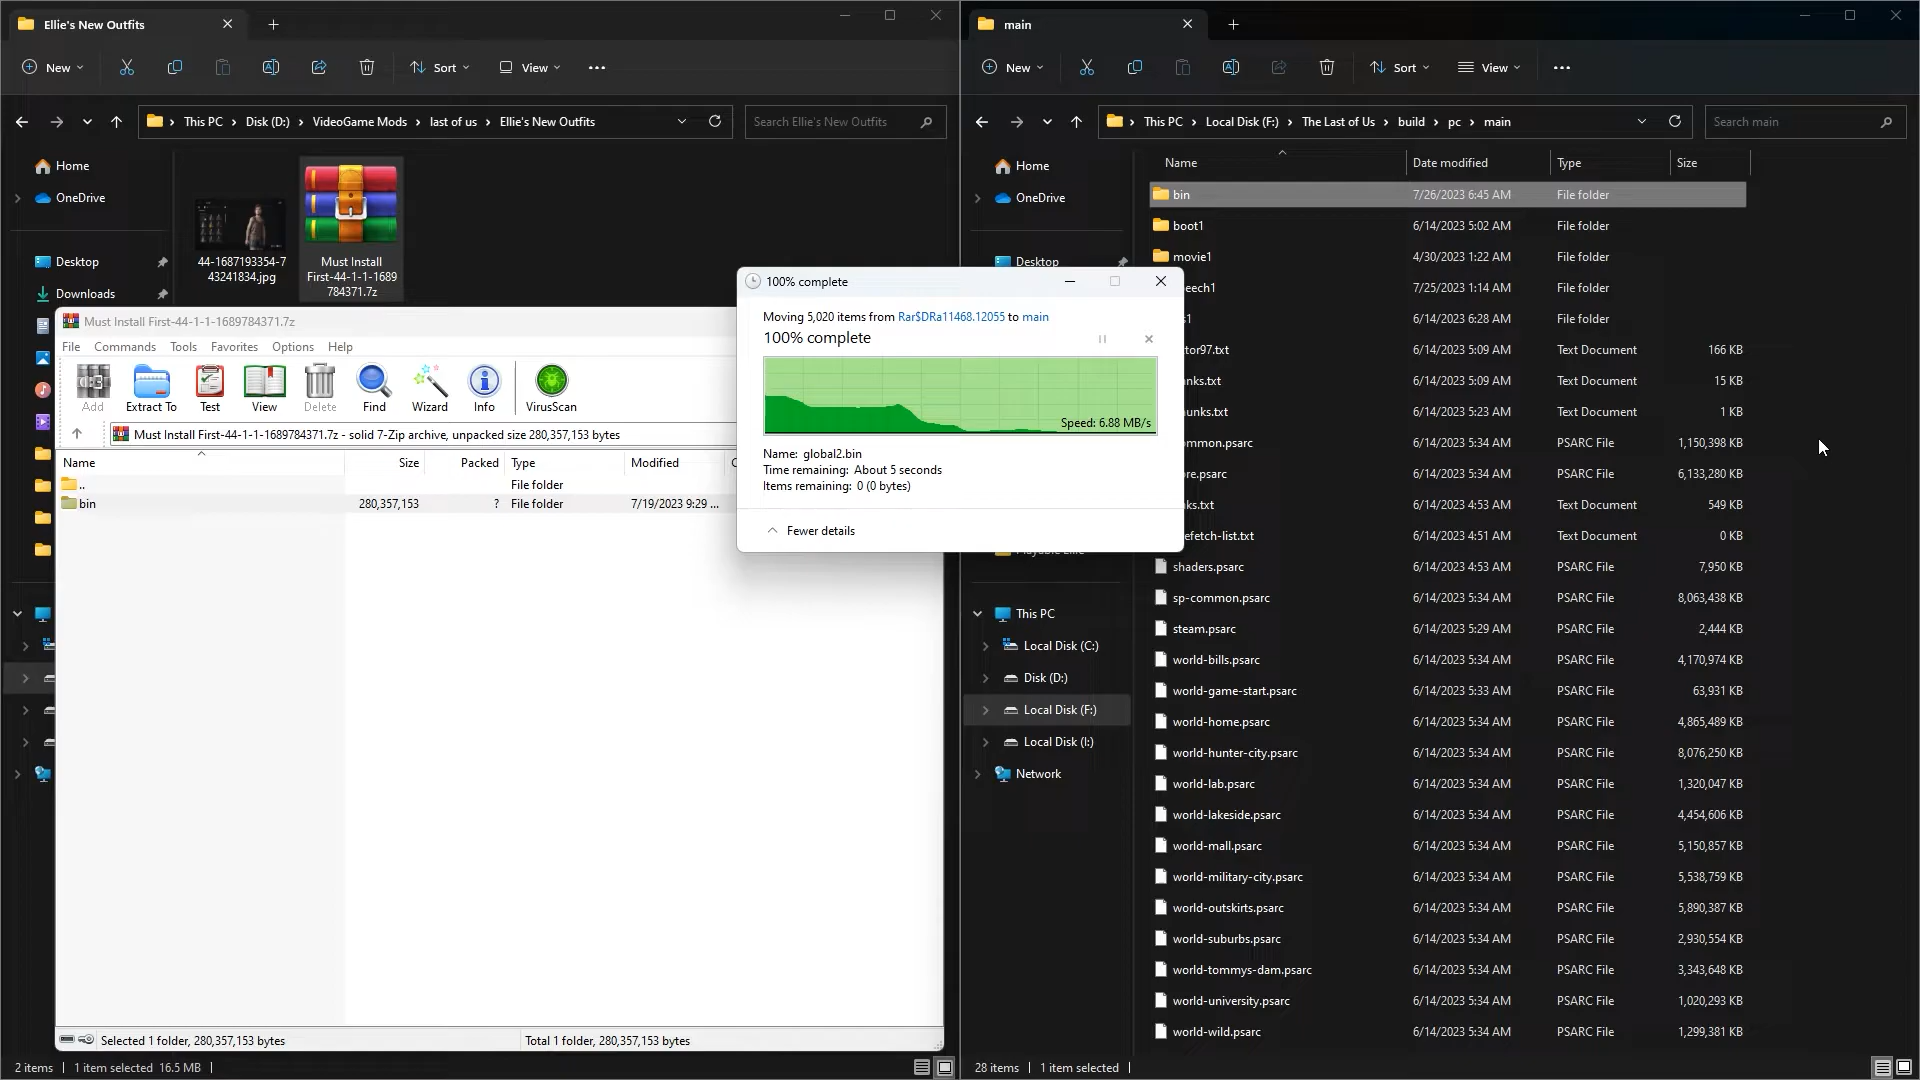 Ellie's New Outfits
New
Sort
View
This PC > Disk (D:) > VideoGame Mods > last of us > Ellie's New Outfits
Search Ellie's New Outfits
Home
OneDrive
Desktop
Downloads
44-1687193354-7
43241834.jpg
Must Install
First-44-1-1-1689
784371.7z
Must Install First-44-1-1-1689784371.7z
File Commands Tools Favorites Options Help
Add Extract To Test View Delete Find Wizard Info VirusScan
Must Install First-44-1-1-1689784371.7z - solid 7-Zip archive, unpacked size 280,357,153 bytes
Name Size Packed Type Modified C
.. File folder
bin 280,357,153 ? File folder 7/19/2023 9:29 ...
Selected 1 folder, 280,357,153 bytes
Total 1 folder, 280,357,153 bytes
2 items 1 item selected 16.5 MB
100% complete
Moving 5,020 items from Rar$DRa11468.12055 to main
100% complete
Speed: 6.88 MB/s
Name: global2.bin
Time remaining: About 5 seconds
Items remaining: 0 (0 bytes)
Fewer details
main
New
Sort
View
This PC > Local Disk (F:) > The Last of Us > build > pc > main
Search main
Home
OneDrive
Desktop
This PC
Local Disk (C:)
Disk (D:)
Local Disk (F:)
Local Disk (I:)
Network
Name Date modified Type Size
bin 7/26/2023 6:45 AM File folder
boot1 6/14/2023 5:02 AM File folder
movie1 4/30/2023 1:22 AM File folder
eech1 7/25/2023 1:14 AM File folder
s1 6/14/2023 6:28 AM File folder
tor97.txt 6/14/2023 5:09 AM Text Document 166 KB
nks.txt 6/14/2023 5:09 AM Text Document 15 KB
unks.txt 6/14/2023 5:23 AM Text Document 1 KB
mmon.psarc 6/14/2023 5:34 AM PSARC File 1,150,398 KB
re.psarc 6/14/2023 5:34 AM PSARC File 6,133,280 KB
ks.txt 6/14/2023 4:53 AM Text Document 549 KB
efetch-list.txt 6/14/2023 4:51 AM Text Document 0 KB
shaders.psarc 6/14/2023 4:53 AM PSARC File 7,950 KB
sp-common.psarc 6/14/2023 5:34 AM PSARC File 8,063,438 KB
steam.psarc 6/14/2023 5:29 AM PSARC File 2,444 KB
world-bills.psarc 6/14/2023 5:34 AM PSARC File 4,170,974 KB
world-game-start.psarc 6/14/2023 5:33 AM PSARC File 63,931 KB
world-home.psarc 6/14/2023 5:34 AM PSARC File 4,865,489 KB
world-hunter-city.psarc 6/14/2023 5:34 AM PSARC File 8,076,250 KB
world-lab.psarc 6/14/2023 5:34 AM PSARC File 1,320,047 KB
world-lakeside.psarc 6/14/2023 5:34 AM PSARC File 4,454,606 KB
world-mall.psarc 6/14/2023 5:34 AM PSARC File 5,150,857 KB
world-military-city.psarc 6/14/2023 5:34 AM PSARC File 5,538,759 KB
world-outskirts.psarc 6/14/2023 5:34 AM PSARC File 5,890,387 KB
world-suburbs.psarc 6/14/2023 5:34 AM PSARC File 2,930,554 KB
world-tommys-dam.psarc 6/14/2023 5:34 AM PSARC File 3,343,648 KB
world-university.psarc 6/14/2023 5:34 AM PSARC File 1,020,293 KB
world-wild.psarc 6/14/2023 5:34 AM PSARC File 1,299,381 KB
28 items 1 item selected